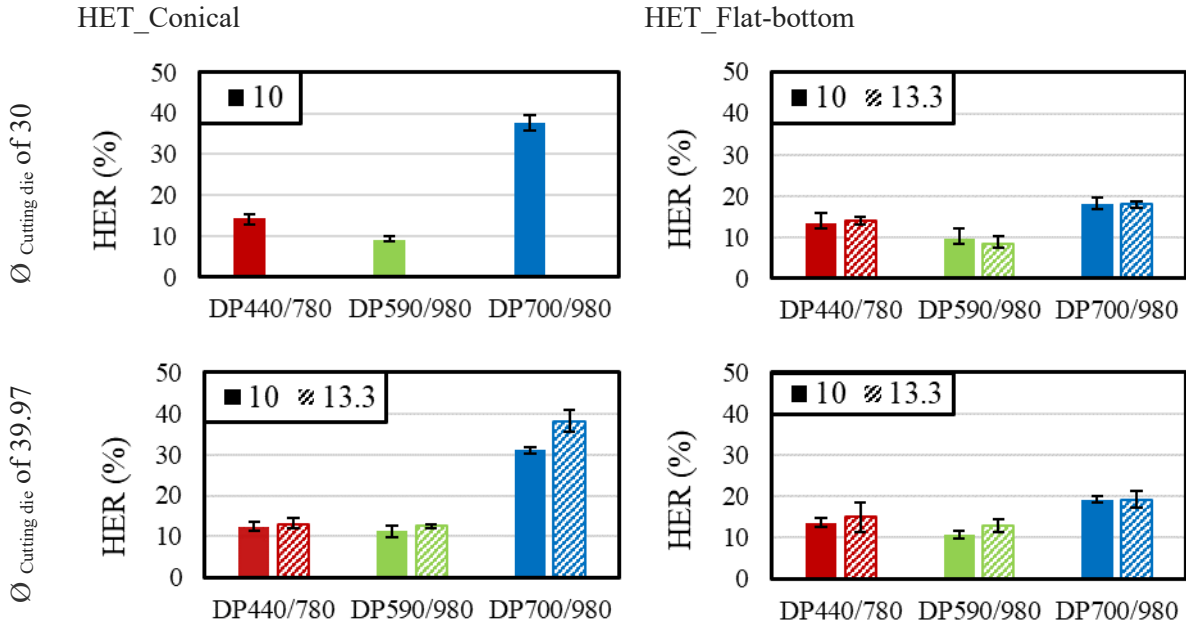 HET_Conical
HET_Flat-bottom
Ø Cutting die of 30
HER (%)
50
40
30
20
10
0
10
DP440/780 DP590/980 DP700/980
HER (%)
50
40
30
20
10
0
10 13.3
DP440/780 DP590/980 DP700/980
Ø Cutting die of 39.97
HER (%)
50
40
30
20
10
0
10 13.3
DP440/780 DP590/980 DP700/980
HER (%)
50
40
30
20
10
0
10 13.3
DP440/780 DP590/980 DP700/980